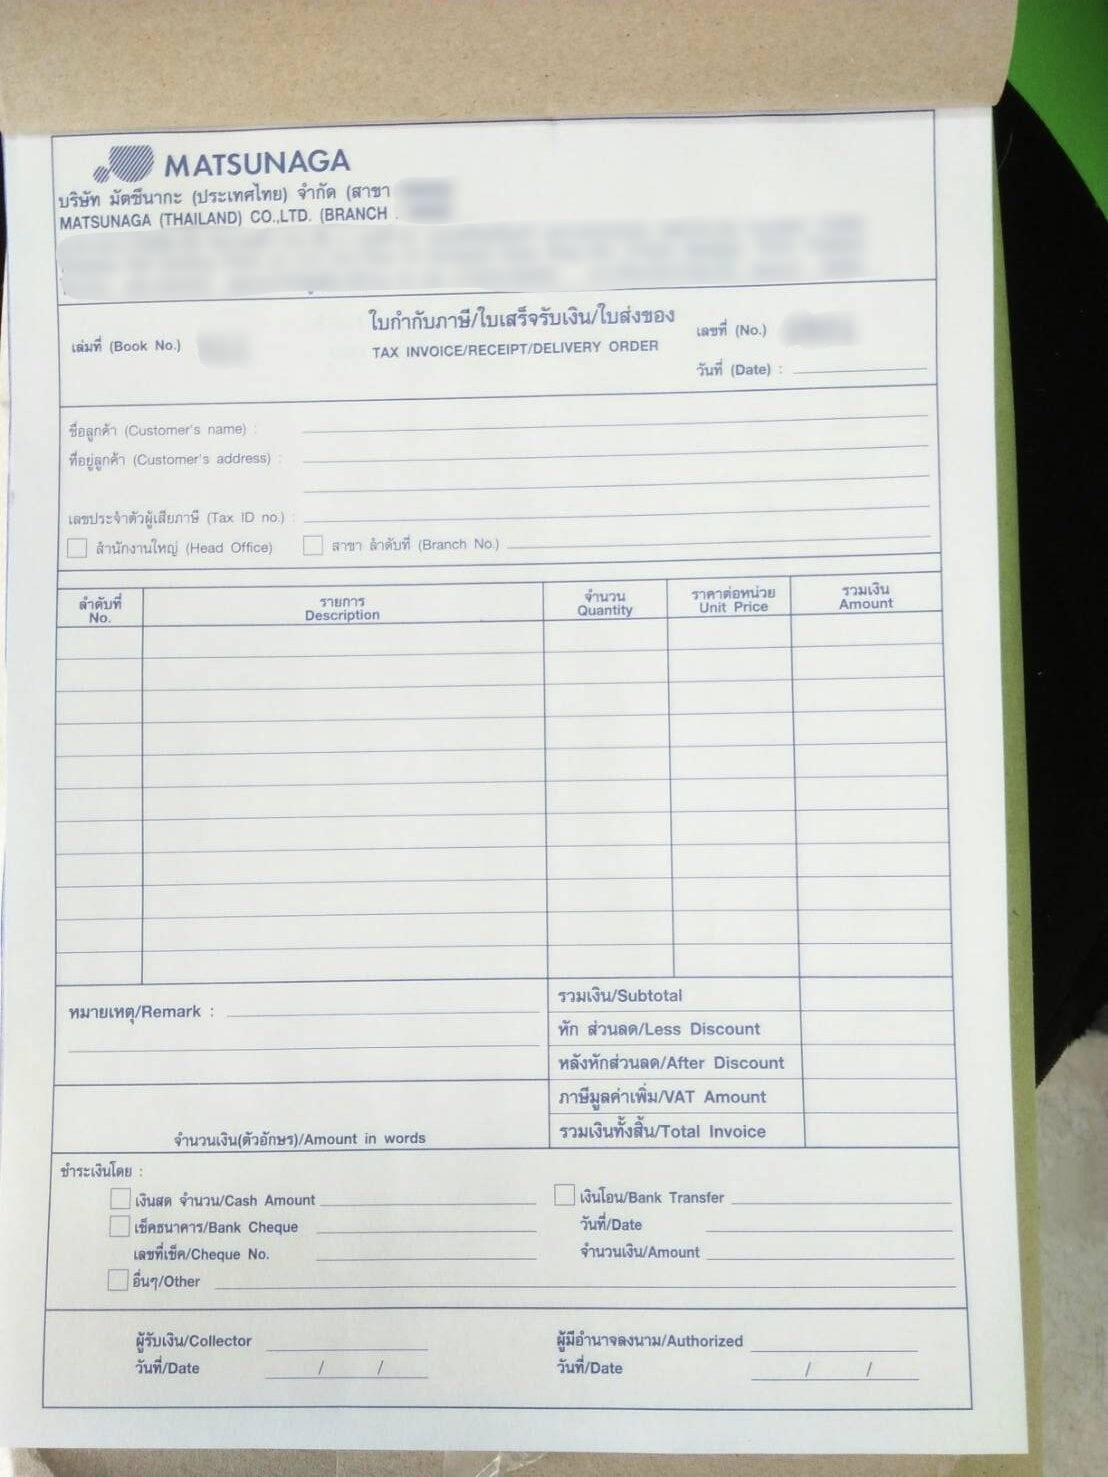 MATSUNAGA
บริษัท มัตซึนากะ (ประเทศไทย) จำกัด (สาขา
MATSUNAGA (THAILAND) CO.,LTD. (BRANCH
ใบกำกับภาษี/ใบเสร็จรับเงิน/ใบส่งของ
เล่มที่ (Book No.)
TAX INVOICE/RECEIPT/DELIVERY ORDER
เลขที่ (No.)
วันที่ (Date) :
ชื่อลูกค้า (Customer's name) :
ที่อยู่ลูกค้า (Customer's address) :
เลขประจำตัวผู้เสียภาษี (Tax ID no.) :
สำนักงานใหญ่ (Head Office) สาขา ลำดับที่ (Branch No.)
ลำดับที่ รายการ จำนวน ราคาต่อหน่วย รวมเงิน
No. Description Quantity Unit Price Amount
หมายเหตุ/Remark :
รวมเงิน/Subtotal
หัก ส่วนลด/Less Discount
หลังหักส่วนลด/After Discount
ภาษีมูลค่าเพิ่ม/VAT Amount
รวมเงินทั้งสิ้น/Total Invoice
จำนวนเงิน(ตัวอักษร)/Amount in words
ชำระเงินโดย :
เงินสด จำนวน/Cash Amount เงินโอน/Bank Transfer
เช็คธนาคาร/Bank Cheque วันที่/Date
เลขที่เช็ค/Cheque No. จำนวนเงิน/Amount
อื่นๆ/Other
ผู้รับเงิน/Collector ผู้มีอำนาจลงนาม/Authorized
วันที่/Date / / วันที่/Date / /